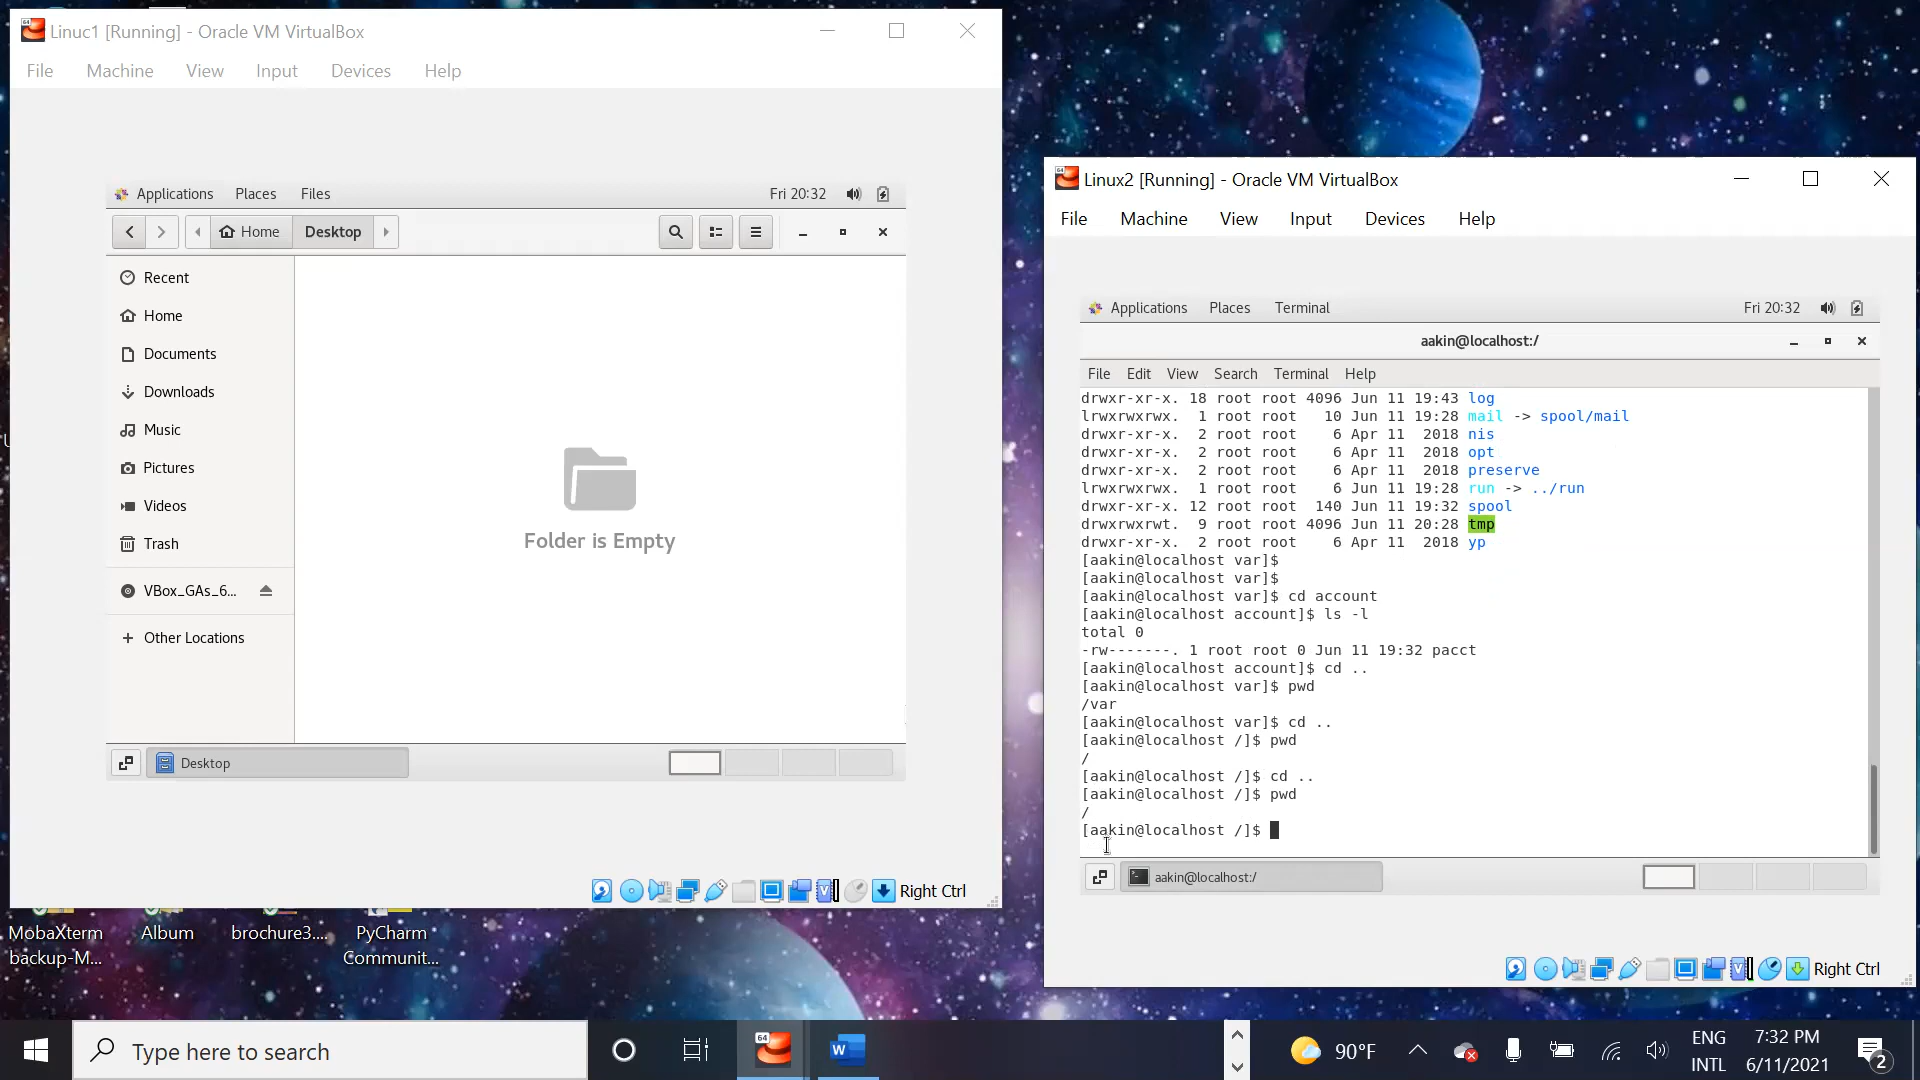 Linuc1 [Running] - Oracle VM VirtualBox
File Machine View Input Devices Help
Applications Places Files Fri 20:32
Home Desktop
Recent
Home
Documents
Downloads
Music
Pictures
Videos
Trash
VBox_GAs_6...
Other Locations
Folder is Empty
Desktop
Right Ctrl
Linux2 [Running] - Oracle VM VirtualBox
File Machine View Input Devices Help
Applications Places Terminal Fri 20:32
aakin@localhost:/
File Edit View Search Terminal Help
drwxr-xr-x. 18 root root 4096 Jun 11 19:43 log
lrwxrwxrwx. 1 root root 10 Jun 11 19:28 mail -> spool/mail
drwxr-xr-x. 2 root root 6 Apr 11 2018 nis
drwxr-xr-x. 2 root root 6 Apr 11 2018 opt
drwxr-xr-x. 2 root root 6 Apr 11 2018 preserve
lrwxrwxrwx. 1 root root 6 Jun 11 19:28 run -> ../run
drwxr-xr-x. 12 root root 140 Jun 11 19:32 spool
drwxrwxrwt. 9 root root 4096 Jun 11 20:28 tmp
drwxr-xr-x. 2 root root 6 Apr 11 2018 yp
[aakin@localhost var]$
[aakin@localhost var]$
[aakin@localhost var]$ cd account
[aakin@localhost account]$ ls -l
total 0
-rw-------. 1 root root 0 Jun 11 19:32 pacct
[aakin@localhost account]$ cd ..
[aakin@localhost var]$ pwd
/var
[aakin@localhost var]$ cd ..
[aakin@localhost /]$ pwd
/
[aakin@localhost /]$ cd ..
[aakin@localhost /]$ pwd
/
[aakin@localhost /]$
aakin@localhost:/
Right Ctrl
MobaXterm
backup-M...
Album
brochure3....
PyCharm
Communit...
Type here to search
64
W
90°F
ENG
INTL
7:32 PM
6/11/2021
2